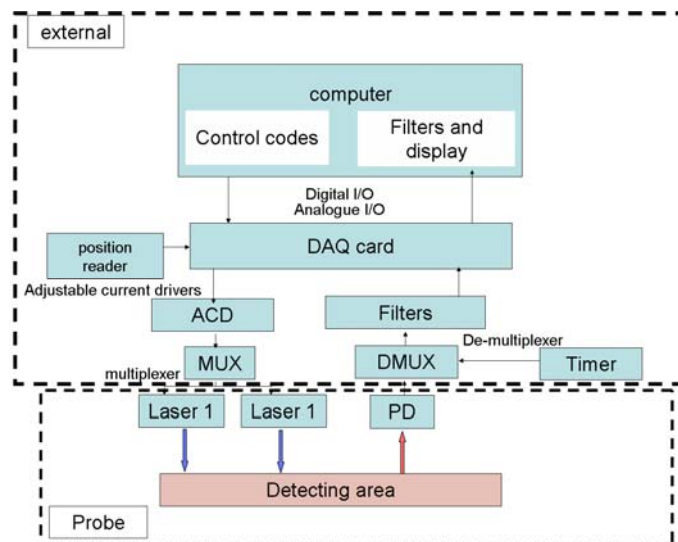 external
computer
Control codes
Filters and
display
Digital I/O
Analogue I/O
position
reader
DAQ card
Adjustable current drivers
ACD
Filters
De-multiplexer
MUX
DMUX
Timer
multiplexer
Laser 1
Laser 1
PD
Detecting area
Probe